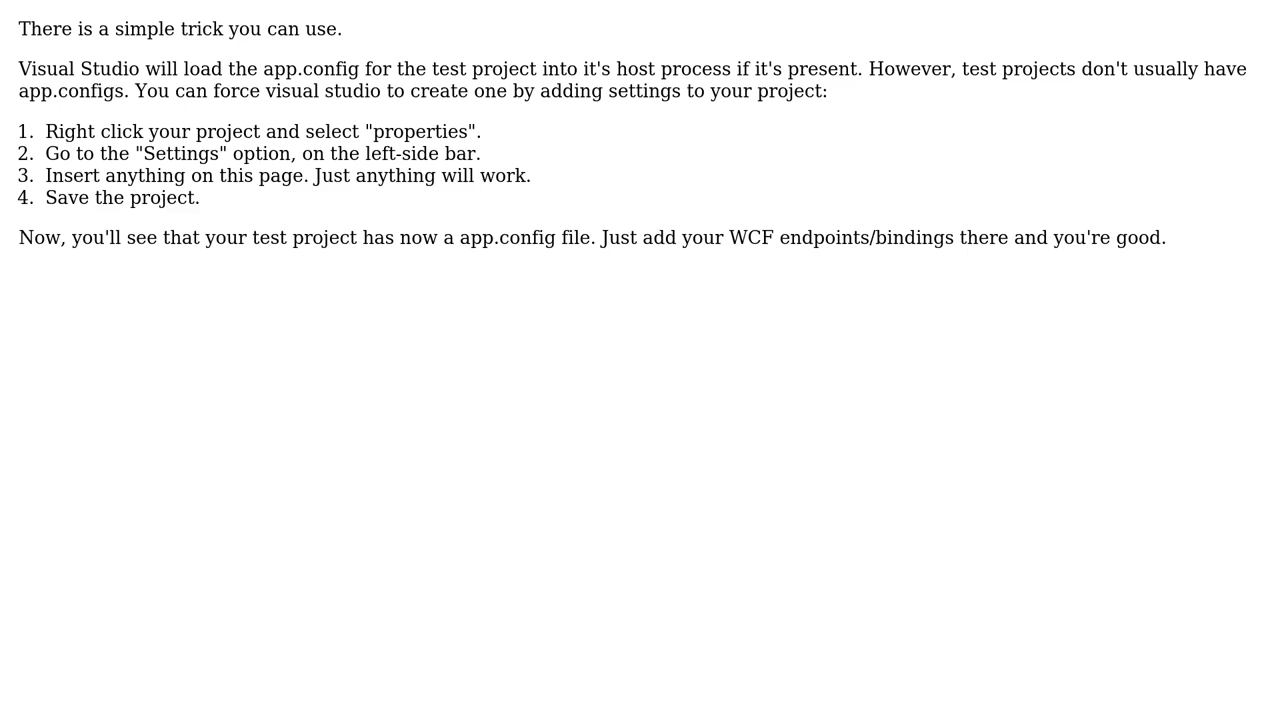 There is a simple trick you can use.
Visual Studio will load the app.config for the test project into it's host process if it's present. However, test projects don't usually have
app.configs. You can force visual studio to create one by adding settings to your project:
1. Right click your project and select "properties".
2. Go to the "Settings" option, on the left-side bar.
3. Insert anything on this page. Just anything will work.
4. Save the project.
Now, you'll see that your test project has now a app.config file. Just add your WCF endpoints/bindings there and you're good.